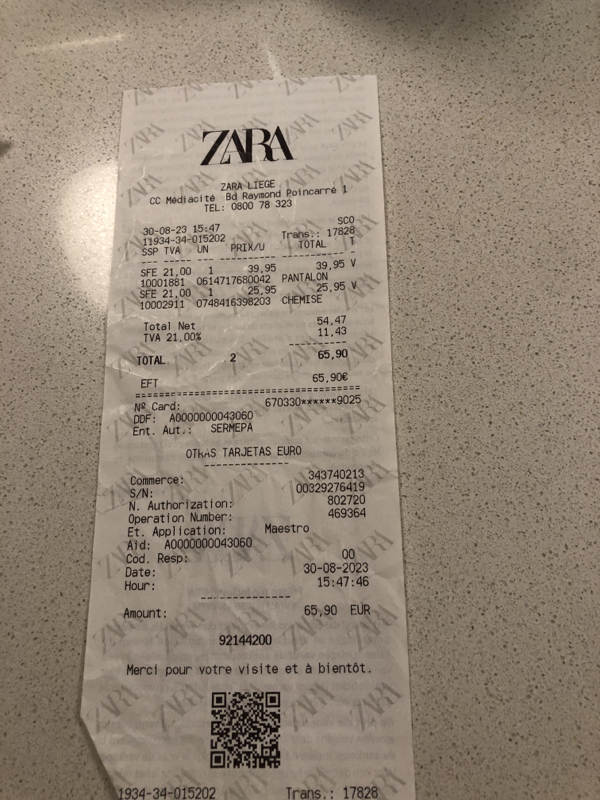 ZARA
ZARA LIEGE
CC Médiacité Bd Raymond Poincarré 1
TEL: 0800 78 323
SCO
30-08-23 15:47 Trans.: 17828
11934-34-015202
SSP TVA UN PRIX/U TOTAL T
SFE 21,00 1 39,95 39,95 V
10001881 0614717680042 PANTALON
SFE 21,00 1 25,95 25,95 V
10002911 0748416398203 CHEMISE
Total Net 54,47
TVA 21,00% 11,43
TOTAL 2 65,90
EFT 65,90€
Nº Card: 670330******9025
DDF: A0000000043060
Ent. Aut.: SERMEPA
OTRAS TARJETAS EURO
Commerce: 343740213
S/N: 00329276419
N. Authorization: 802720
Operation Number: 469364
Et. Application: Maestro
Aid: A0000000043060
Cod. Resp: 00
Date: 30-08-2023
Hour: 15:47:46
Amount: 65,90 EUR
92144200
Merci pour votre visite et à bientôt.
1934-34-015202 Trans.: 17828